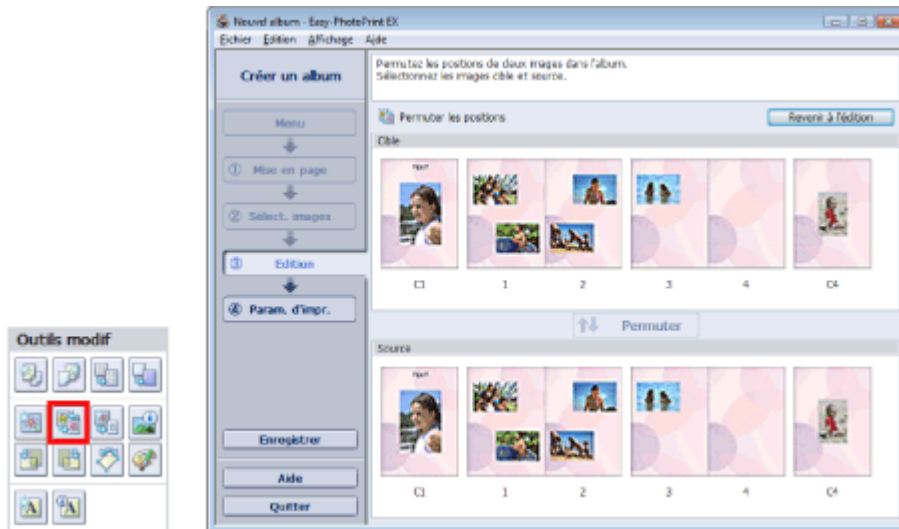 Nouvel album - Easy-PhotoPrint EX
Fichier Edition Affichage Aide
Créer un album
Permutez les positions de deux images dans l'album.
Sélectionnez les images cible et source.
Menu
Permuter les positions
Revenir à l'édition
Cible
① Mise en page
TEXT
② Sélect. images
③ Edition
C1 1 2 3 4 C4
④ Param. d'impr.
Permuter
Outils modif
Source
TEXT
Enregistrer
Aide
C1 1 2 3 4 C4
Quitter
A A